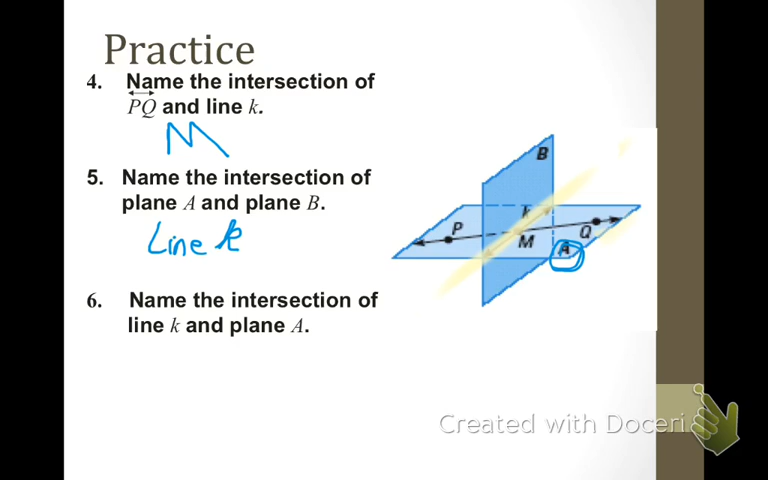 Practice
4. Name the intersection of
PQ and line k.
M
5. Name the intersection of
plane A and plane B.
Line k
6. Name the intersection of
line k and plane A.
B
k
P
M
Q
A
Created with Doceri